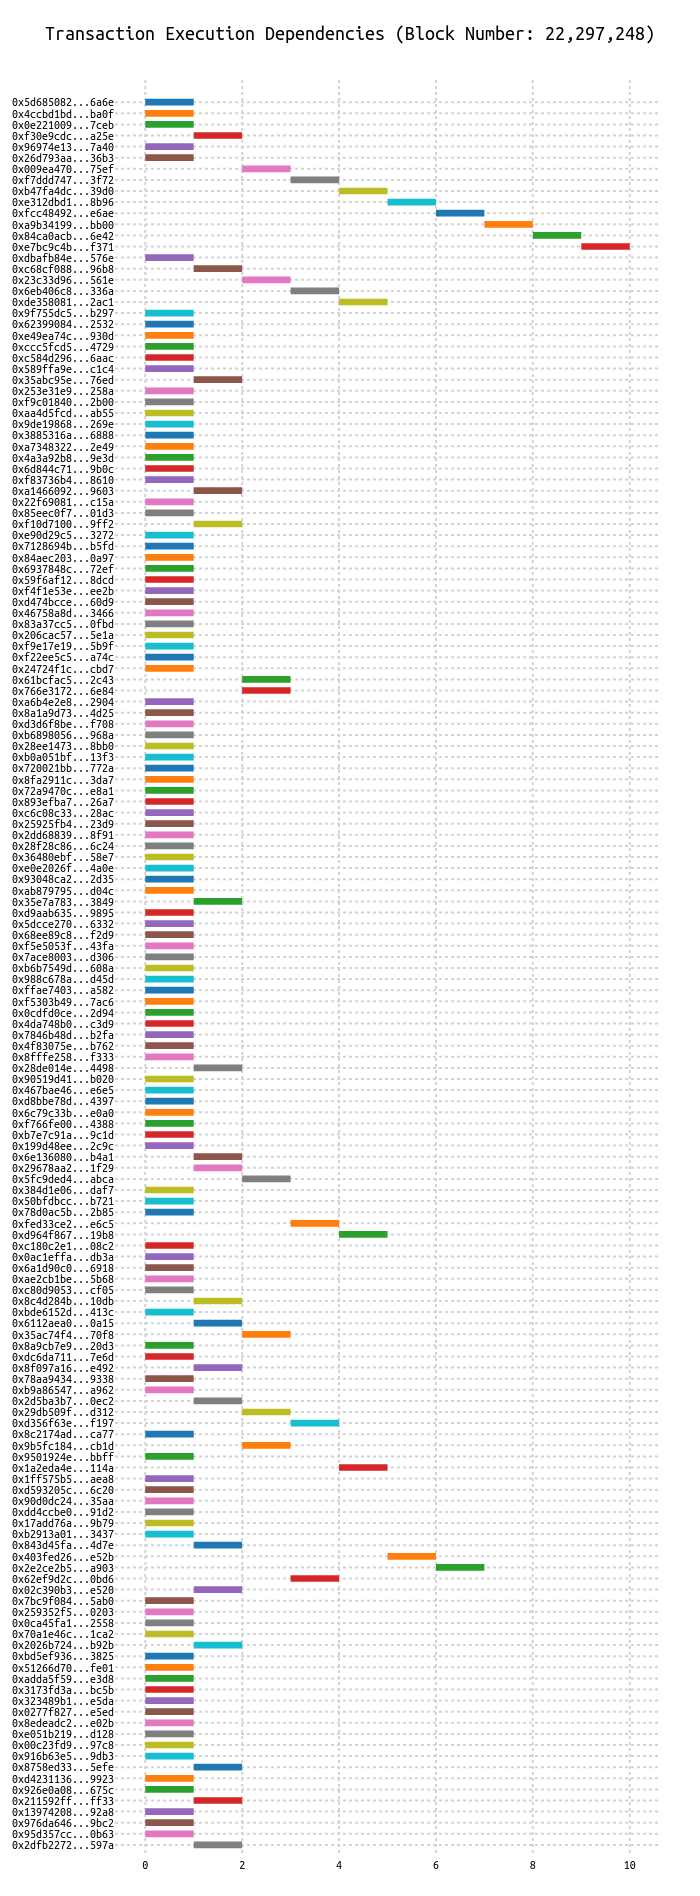 Transaction Execution Dependencies (Block Number: 22,297,248)
0x5d685082...6a6e
0x4ccbd1bd...ba0f
0x0e221009...7ceb
0xf30e9cdc...a25e
0x96974e13...7a40
0x26d793aa...36b3
0x009ea470...75ef
0xf7ddd747...3f72
0xb47fa4dc...39d0
0xe312dbd1...8b96
0xfcc48492...e6ae
0xa9b34199...bb00
0x84ca0acb...6e42
0xe7bc9c4b...f371
0xdbafb84e...576e
0xc68cf088...96b8
0x23c33d96...561e
0x6eb406c8...336a
0xde358081...2ac1
0x9f755dc5...b297
0x62399084...2532
0xe49ea74c...930d
0xccc5fcd5...4729
0xc584d296...6aac
0x589ffa9e...c1c4
0x35abc95e...76ed
0x253e31e9...258a
0xf9c01840...2b00
0xaa4d5fcd...ab55
0x9de19868...269e
0x3885316a...6888
0xa7348322...2e49
0x4a3a92b8...9e3d
0x6d844c71...9b0c
0xf83736b4...8610
0xa1466092...9603
0x22f69081...c15a
0x85eec0f7...01d3
0xf10d7100...9ff2
0xe90d29c5...3272
0x7128694b...b5fd
0x84aec203...0a97
0x6937848c...72ef
0x59f6af12...8dcd
0xf4f1e53e...ee2b
0xd474bcce...60d9
0x46758a8d...3466
0x83a37cc5...0fbd
0x206cac57...5e1a
0xf9e17e19...5b9f
0xf22ee5c5...a74c
0x24724f1c...cbd7
0x61bcfac5...2c43
0x766e3172...6e84
0xa6b4e2e8...2904
0x8a1a9d73...4d25
0xd3d6f8be...f708
0xb6898056...968a
0x28ee1473...8bb0
0xb0a051bf...13f3
0x720021bb...772a
0x8fa2911c...3da7
0x72a9470c...e8a1
0x893efba7...26a7
0xc6c08c33...28ac
0x25925fb4...23d9
0x2dd68839...8f91
0x28f28c86...6c24
0x36480ebf...58e7
0xe0e2026f...4a0e
0x93048ca2...2d35
0xab879795...d04c
0x35e7a783...3849
0xd9aab635...9895
0x5dcce270...6332
0x68ee89c8...f2d9
0xf5e5053f...43fa
0x7ace8003...d306
0xb6b7549d...608a
0x988c678a...d45d
0xffae7403...a582
0xf5303b49...7ac6
0x0cdfd0ce...2d94
0x4da748b0...c3d9
0x7846b48d...b2fa
0x4f83075e...b762
0x8fffe258...f333
0x28de014e...4498
0x90519d41...b020
0x467bae46...e6e5
0xd8bbe78d...4397
0x6c79c33b...e0a0
0xf766fe00...4388
0xb7e7c91a...9c1d
0x199d48ee...2c9c
0x6e136080...b4a1
0x29678aa2...1f29
0x5fc9ded4...abca
0x384d1e06...daf7
0x50bfdbcc...b721
0x78d0ac5b...2b85
0xfed33ce2...e6c5
0xd964f867...19b8
0xc180c2e1...08c2
0x0ac1effa...db3a
0x6a1d90c0...6918
0xae2cb1be...5b68
0xc80d9053...cf05
0x8c4d284b...10db
0xbde6152d...413c
0x6112aea0...0a15
0x35ac74f4...70f8
0x8a9cb7e9...20d3
0xdc6da711...7e6d
0x8f097a16...e492
0x78aa9434...9338
0xb9a86547...a962
0x2d5ba3b7...0ec2
0x29db509f...d312
0xd356f63e...f197
0x8c2174ad...ca77
0x9b5fc184...cb1d
0x9501924e...bbff
0x1a2eda4e...114a
0x1ff575b5...aea8
0xd593205c...6c20
0x90d0dc24...35aa
0xdd4ccbe0...91d2
0x17add76a...9b79
0xb2913a01...3437
0x843d45fa...4d7e
0x403fed26...e52b
0x2e2ce2b5...a903
0x62ef9d2c...0bd6
0x02c390b3...e520
0x7bc9f084...5ab0
0x259352f5...0203
0x0ca45fa1...2558
0x70a1e46c...1ca2
0x2026b724...b92b
0xbd5ef936...3825
0x51266d70...fe01
0xadda5f59...e3d8
0x3173fd3a...bc5b
0x323489b1...e5da
0x0277f827...e5ed
0x8edeadc2...e02b
0xe051b219...d128
0x00c23fd9...97c8
0x916b63e5...9db3
0x8758ed33...5efe
0xd4231136...9923
0x926e0a08...675c
0x211592ff...ff33
0x13974208...92a8
0x976da646...9bc2
0x95d357cc...0b63
0x2dfb2272...597a
0 2 4 6 8 10